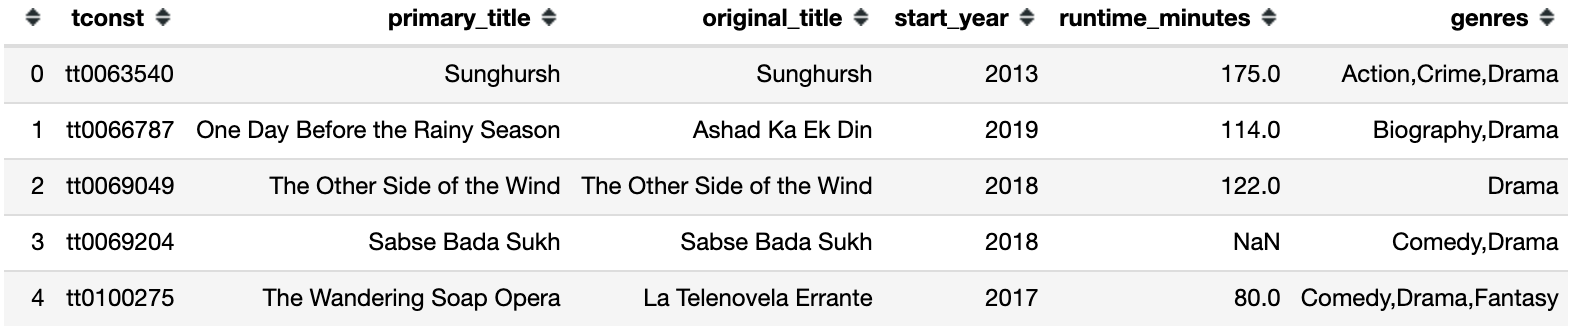 tconst primary_title original_title start_year runtime_minutes genres
0 tt0063540 Sunghursh Sunghursh 2013 175.0 Action,Crime,Drama
1 tt0066787 One Day Before the Rainy Season Ashad Ka Ek Din 2019 114.0 Biography,Drama
2 tt0069049 The Other Side of the Wind The Other Side of the Wind 2018 122.0 Drama
3 tt0069204 Sabse Bada Sukh Sabse Bada Sukh 2018 NaN Comedy,Drama
4 tt0100275 The Wandering Soap Opera La Telenovela Errante 2017 80.0 Comedy,Drama,Fantasy